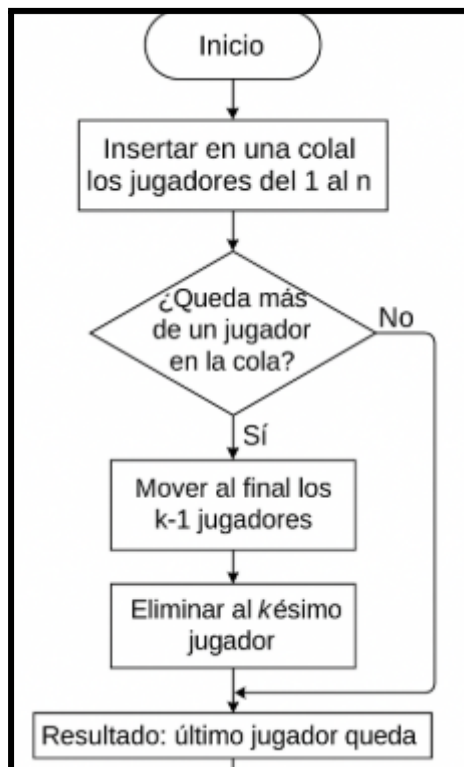 Inicio
Insertar en una colal
los jugadores del 1 al n
¿Queda más
de un jugador
en la cola?
No
Sí
Mover al final los
k-1 jugadores
Eliminar al késimo
jugador
Resultado: último jugador queda